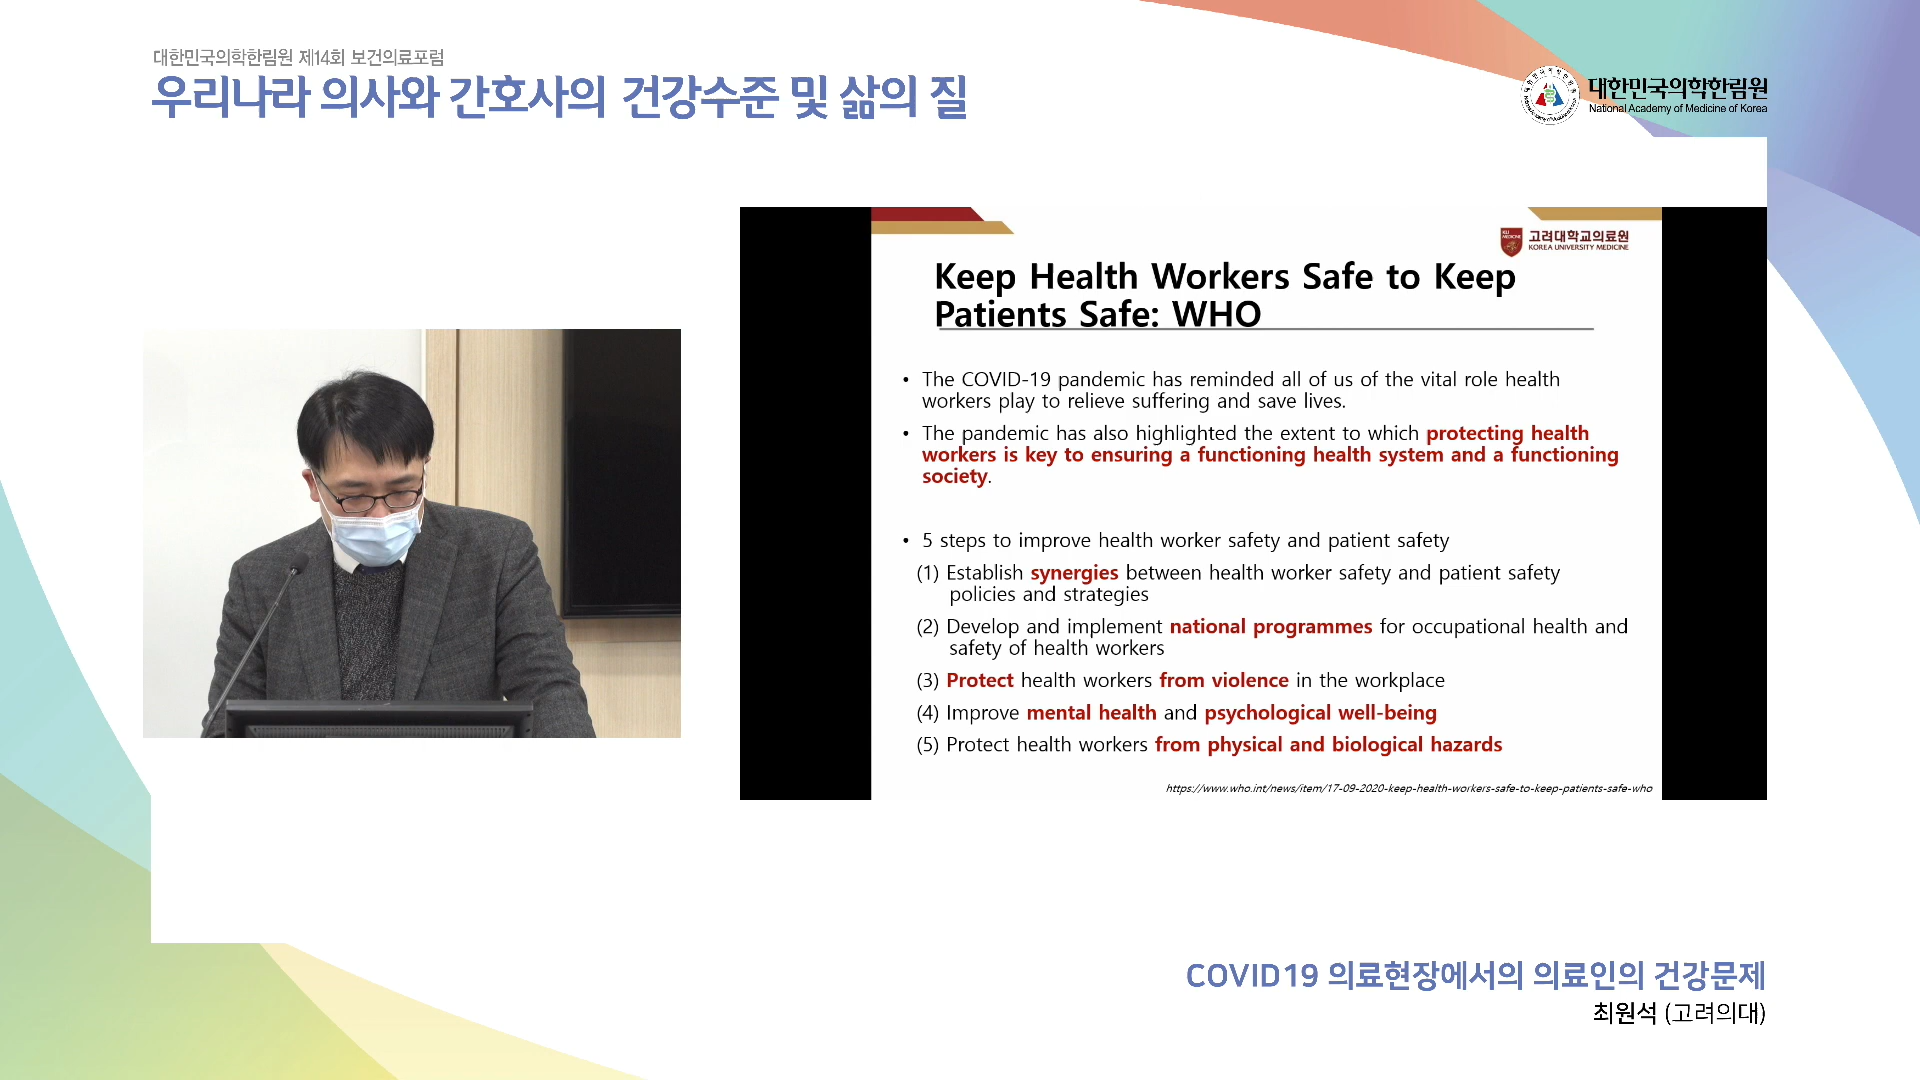 대한민국의학한림원 제14회 보건의료포럼
우리나라 의사와 간호사의 건강수준 및 삶의 질
대한민국의학한림원
National Academy of Medicine of Korea
KU MEDICINE
고려대학교의료원
KOREA UNIVERSITY MEDICINE
Keep Health Workers Safe to Keep
Patients Safe: WHO
• The COVID-19 pandemic has reminded all of us of the vital role health
workers play to relieve suffering and save lives.
• The pandemic has also highlighted the extent to which protecting health
workers is key to ensuring a functioning health system and a functioning
society.
• 5 steps to improve health worker safety and patient safety
(1) Establish synergies between health worker safety and patient safety
policies and strategies
(2) Develop and implement national programmes for occupational health and
safety of health workers
(3) Protect health workers from violence in the workplace
(4) Improve mental health and psychological well-being
(5) Protect health workers from physical and biological hazards
https://www.who.int/news/item/17-09-2020-keep-health-workers-safe-to-keep-patients-safe-who
COVID19 의료현장에서의 의료인의 건강문제
최원석 (고려의대)